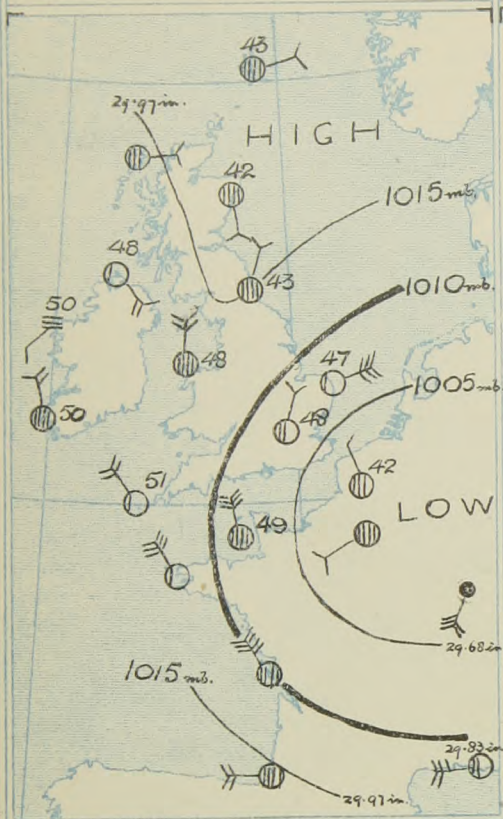 43
29·97 in.
HIGH
42
1015 mb.
48
43
1010 mb.
50
48
47
1005 mb
50
48
42
51
49
LOW
29·68 in
1015 mb.
29·83 in
29·97 in.